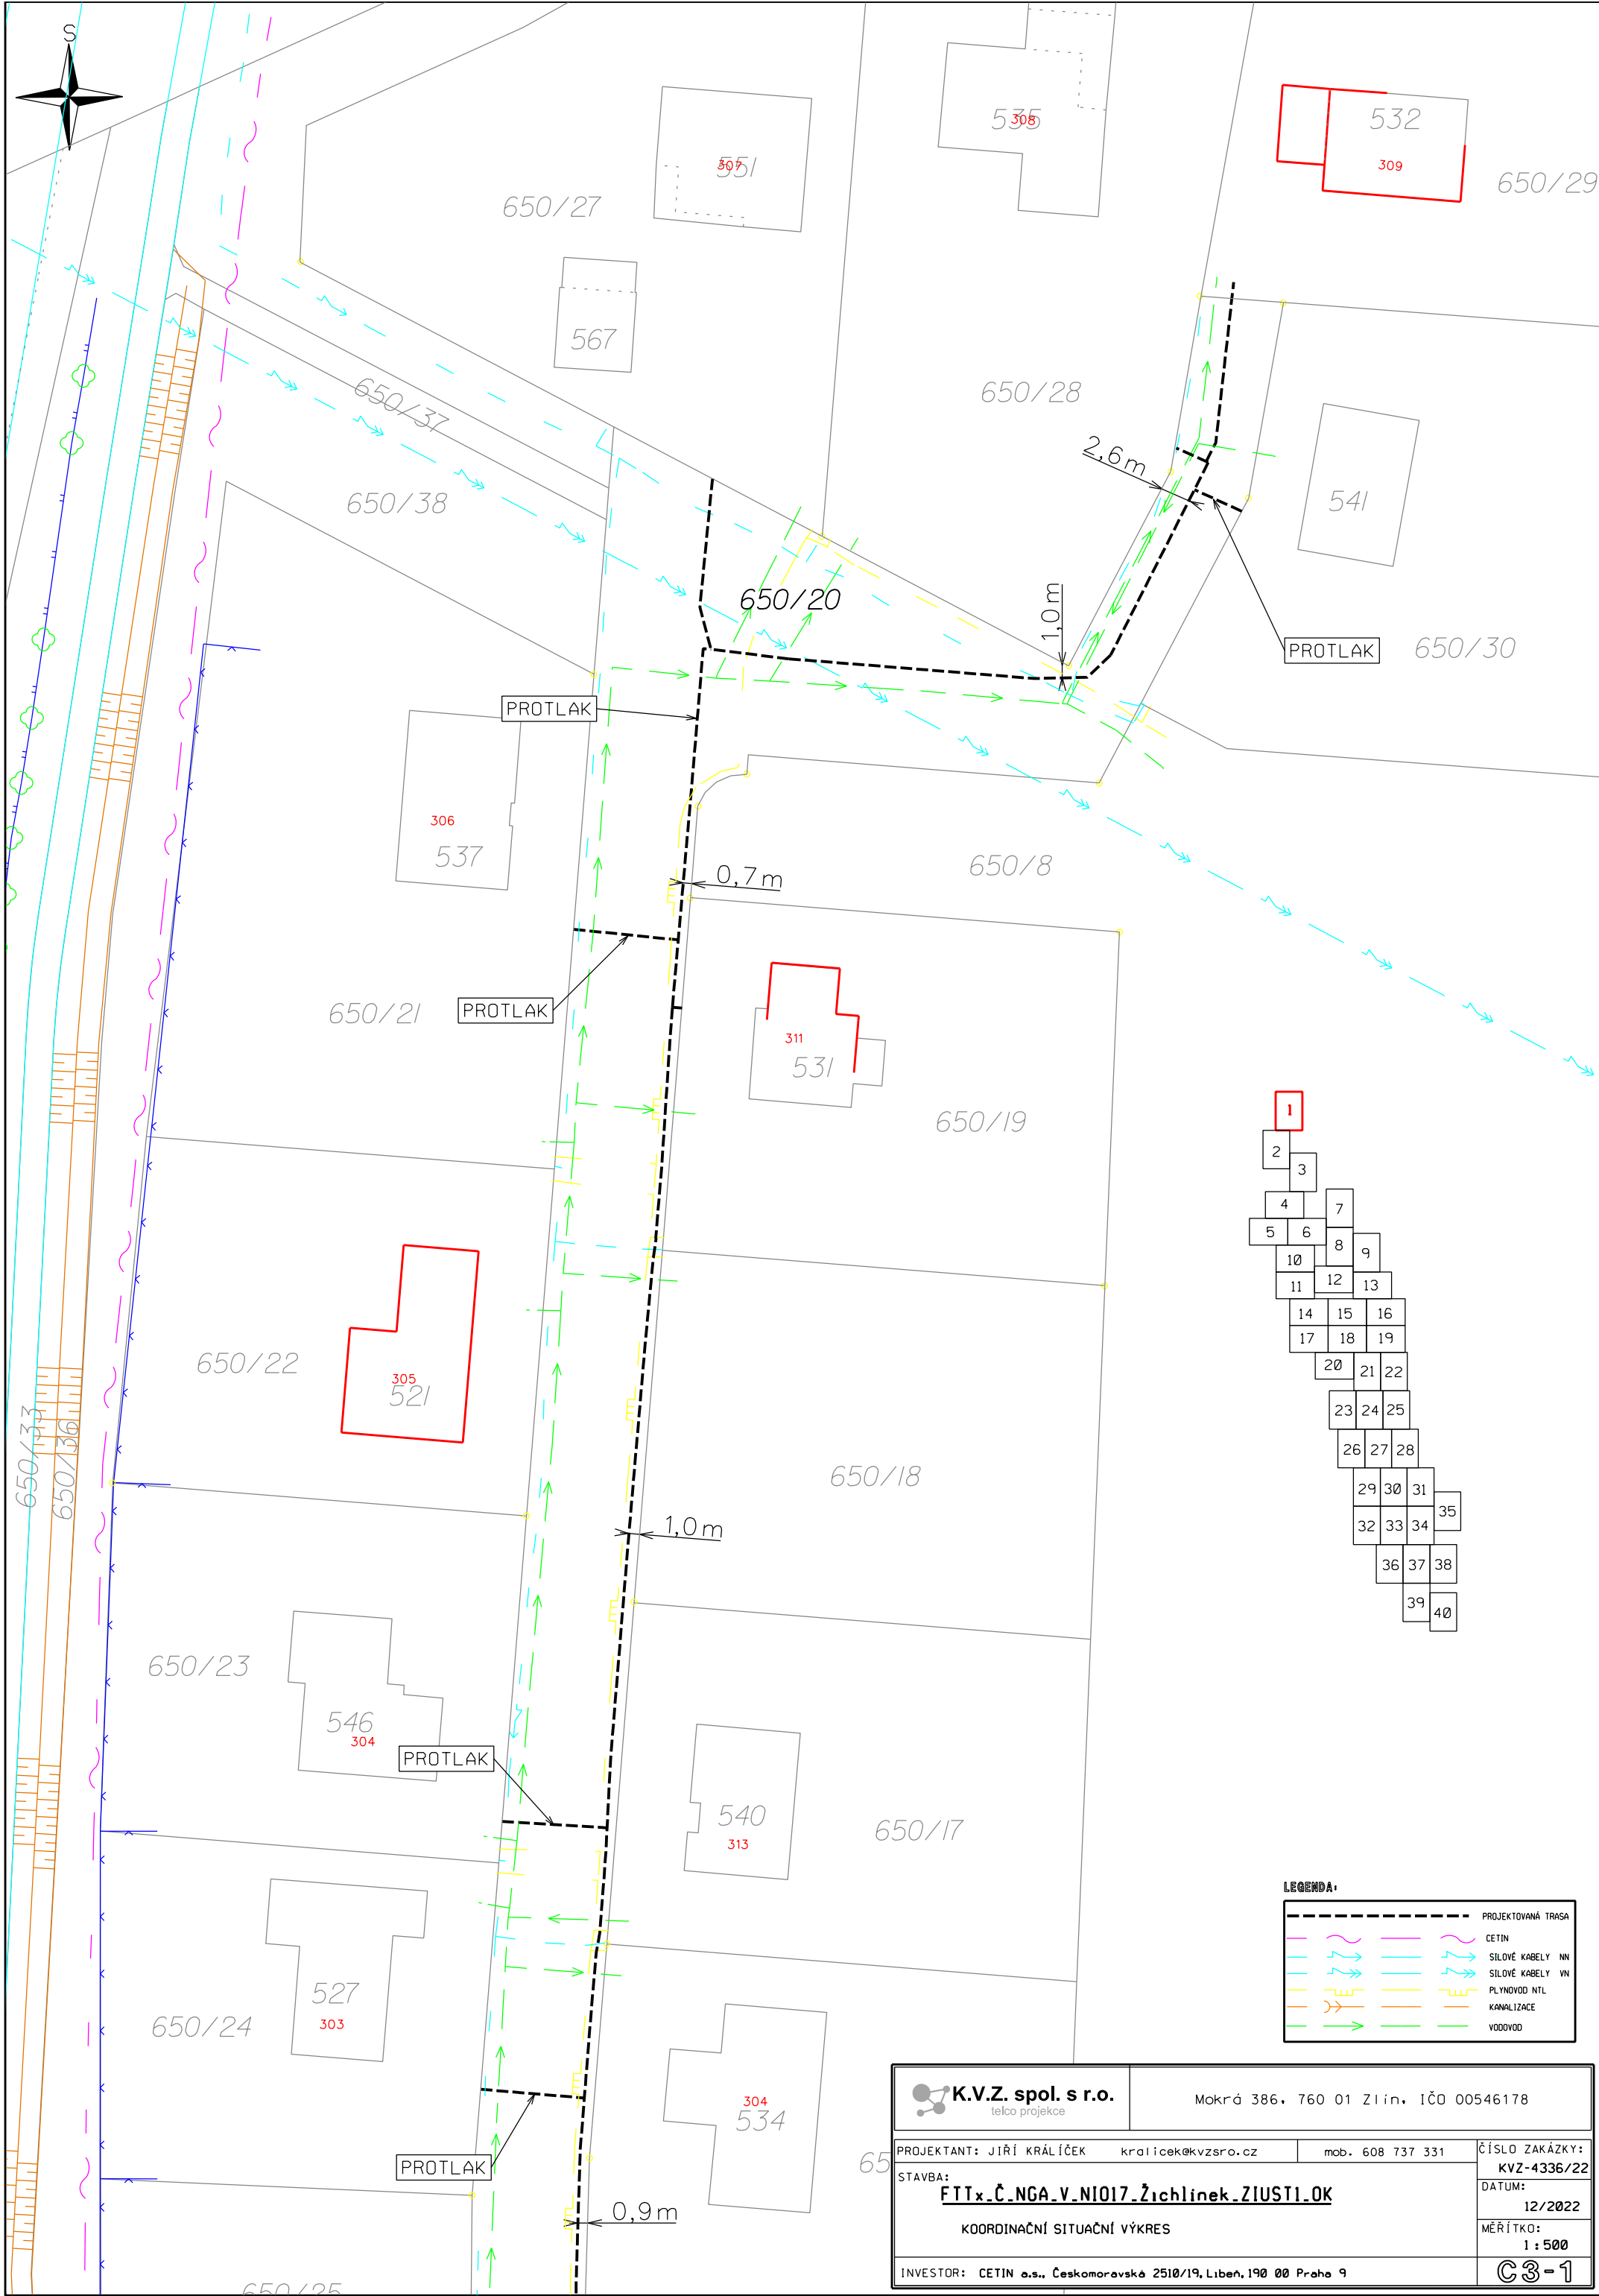 S
535
308
532
309
551
307
650/27
650/29
567
650/37
650/28
2,6m
650/38
541
650/20
1,0m
PROTLAK
650/30
PROTLAK
306
537
0,7m
650/8
650/21
PROTLAK
311
531
650/19
1
2
3
4
7
5
6
8
9
10
11
12
13
14
15
16
17
18
19
20
21
22
23
24
25
26
27
28
29
30
31
35
32
33
34
36
37
38
39
40
650/22
305
521
650/33
650/36
650/18
1,0m
650/23
546
304
PROTLAK
540
313
650/17
527
303
650/24
304
534
PROTLAK
0,9m
650/25
65
LEGENDA:
PROJEKTOVANÁ TRASA
CETIN
SILOVÉ KABELY NN
SILOVÉ KABELY VN
PLYNOVOD NTL
KANALIZACE
VODOVOD
K.V.Z. spol. s r.o.
telco projekce
Mokrá 386, 760 01 Zlín, IČO 00546178
PROJEKTANT: JIŘÍ KRÁLÍČEK kralicek@kvzsro.cz mob. 608 737 331
ČÍSLO ZAKÁZKY:
KVZ-4336/22
STAVBA:
FTTx_Č_NGA_V_NI017_Žichlínek_ZIUST1_OK
DATUM:
12/2022
KOORDINAČNÍ SITUAČNÍ VÝKRES
MĚŘÍTKO:
1:500
INVESTOR: CETIN a.s., Českomoravská 2510/19, Libeň, 190 00 Praha 9
C3-1